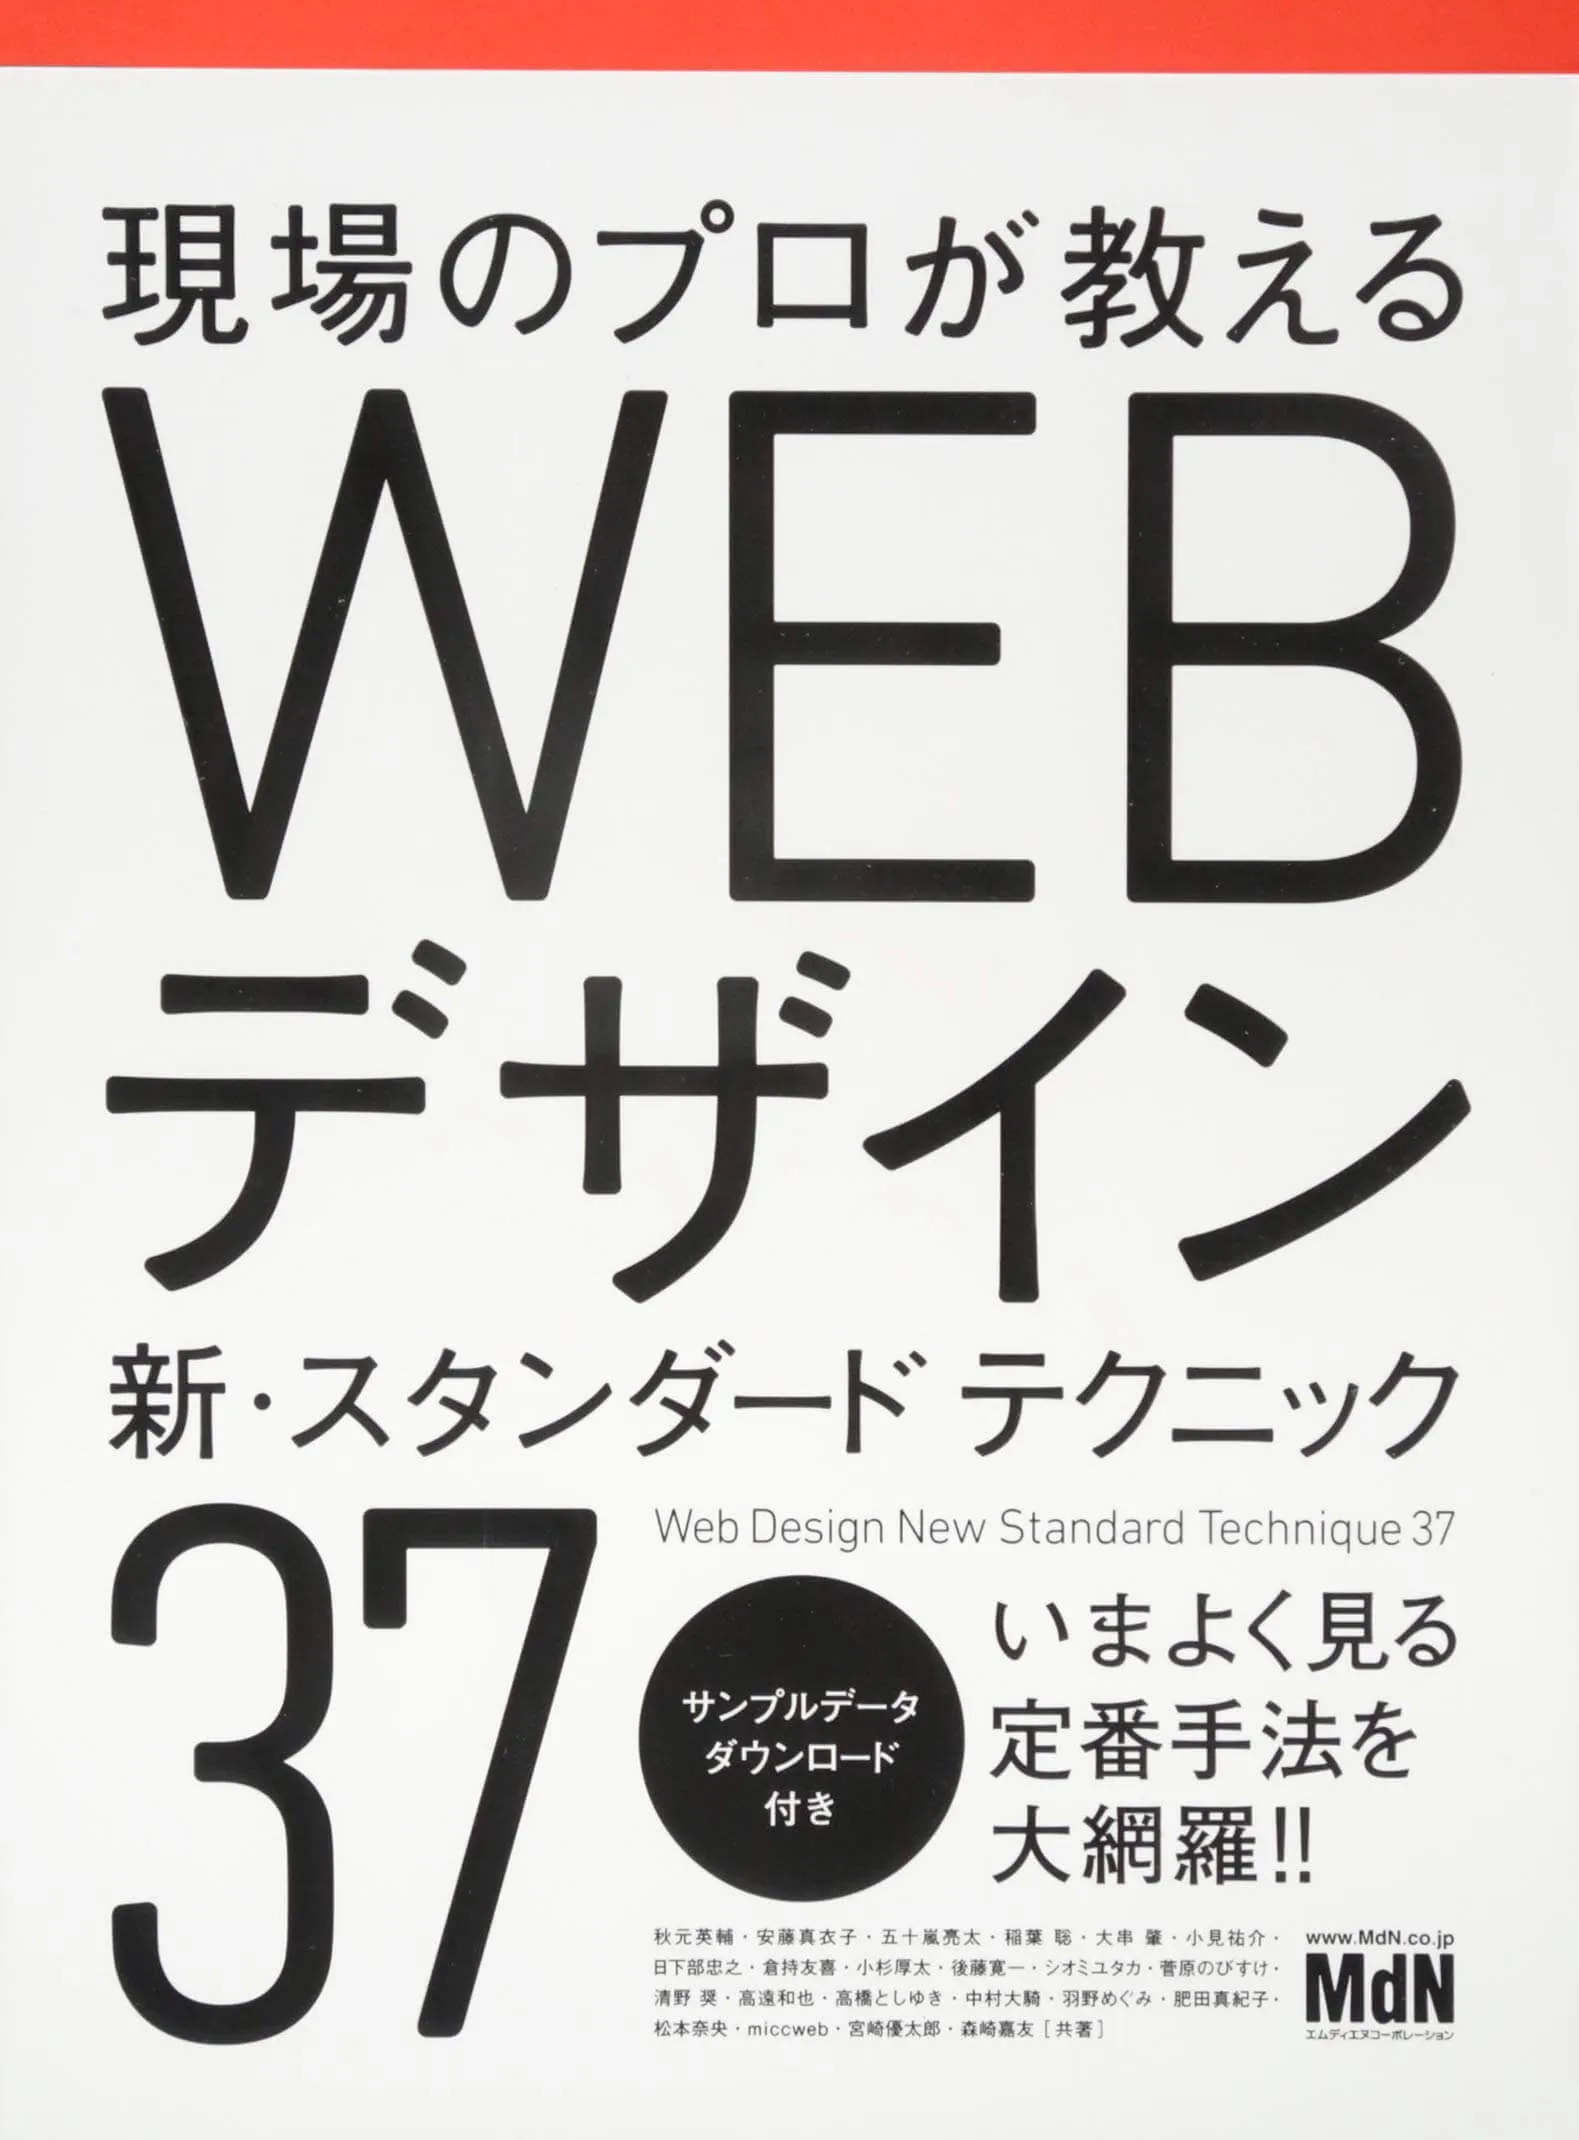 現場のプロが教える
WEB
デザイン
新・スタンダード テクニック
37
Web Design New Standard Technique 37
サンプルデータ
ダウンロード
付き
いまよく見る
定番手法を
大網羅!!
秋元英輔・安藤真衣子・五十嵐亮太・稲葉 聡・大串 肇・小見祐介・
日下部忠之・倉持友喜・小杉厚太・後藤寛一・シオミユタカ・菅原のびすけ・
清野 奨・高遠和也・高橋としゆき・中村大騎・羽野めぐみ・肥田真紀子・
松本奈央・miccweb・宮崎優太郎・森崎嘉友［共著］
www.MdN.co.jp
MdN
エムディエヌコーポレーション